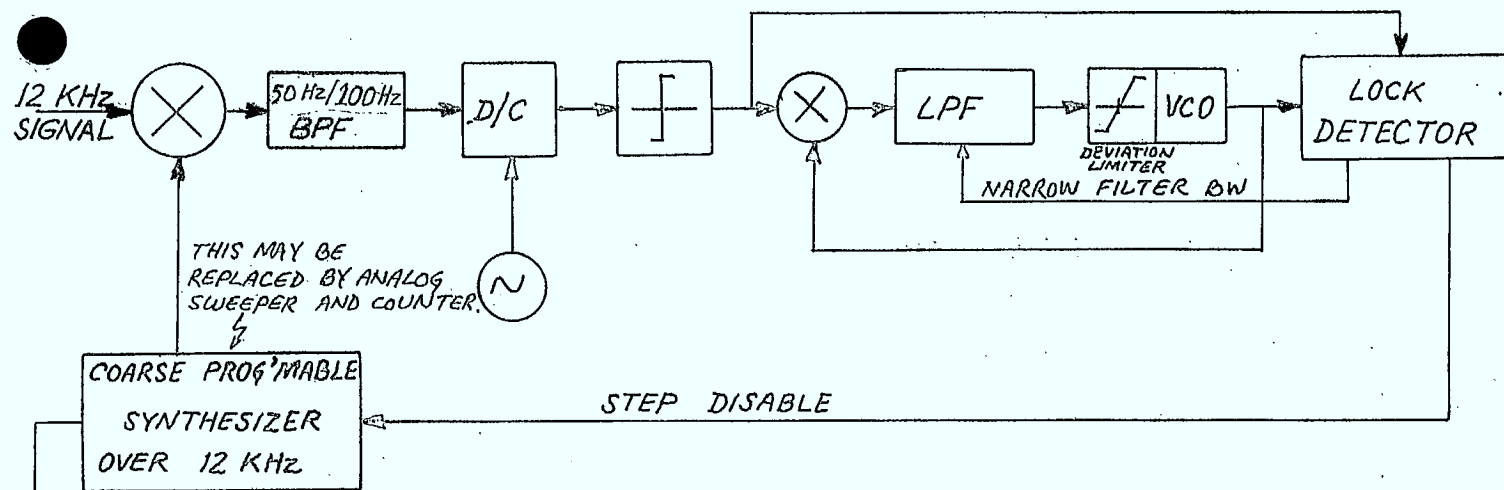 12 KHz
SIGNAL
50 Hz/100Hz
BPF
D/C
LPF
VCO
DEVIATION
LIMITER
LOCK
DETECTOR
NARROW FILTER BW
THIS MAY BE
REPLACED BY ANALOG
SWEEPER AND COUNTER.
COARSE PROG'MABLE
SYNTHESIZER
OVER 12 KHz
STEP DISABLE